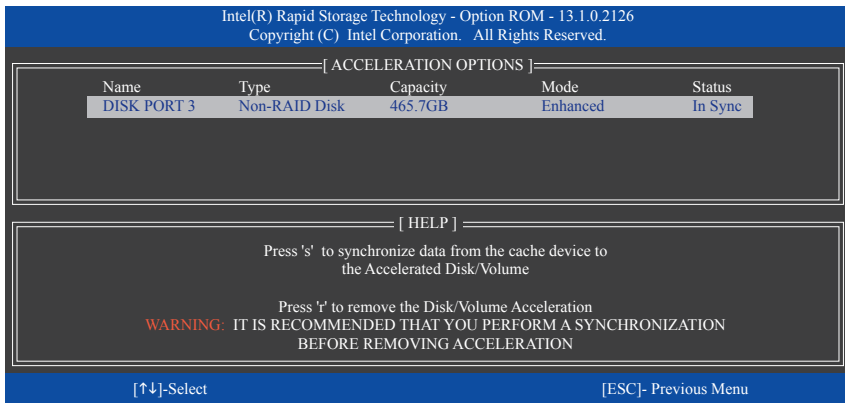 Intel(R) Rapid Storage Technology - Option ROM - 13.1.0.2126
Copyright (C) Intel Corporation. All Rights Reserved.
[ ACCELERATION OPTIONS ]
Name Type Capacity Mode Status
DISK PORT 3 Non-RAID Disk 465.7GB Enhanced In Sync
[ HELP ]
Press 's' to synchronize data from the cache device to
the Accelerated Disk/Volume
Press 'r' to remove the Disk/Volume Acceleration
WARNING: IT IS RECOMMENDED THAT YOU PERFORM A SYNCHRONIZATION
BEFORE REMOVING ACCELERATION
[↑↓]-Select [ESC]- Previous Menu